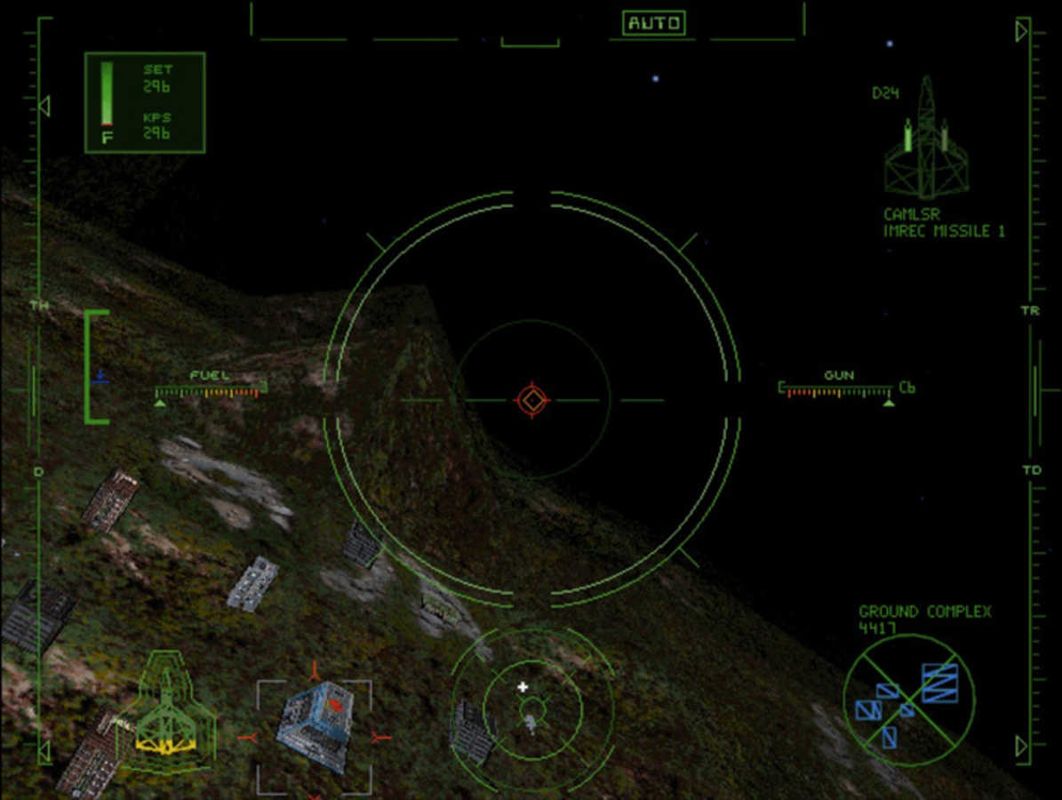 AUTO
SET
296
KPS
296
F
D24
CAMLSR
IMREC MISSILE 1
TH
TR
FUEL
GUN
D
TD
GROUND COMPLEX
4417